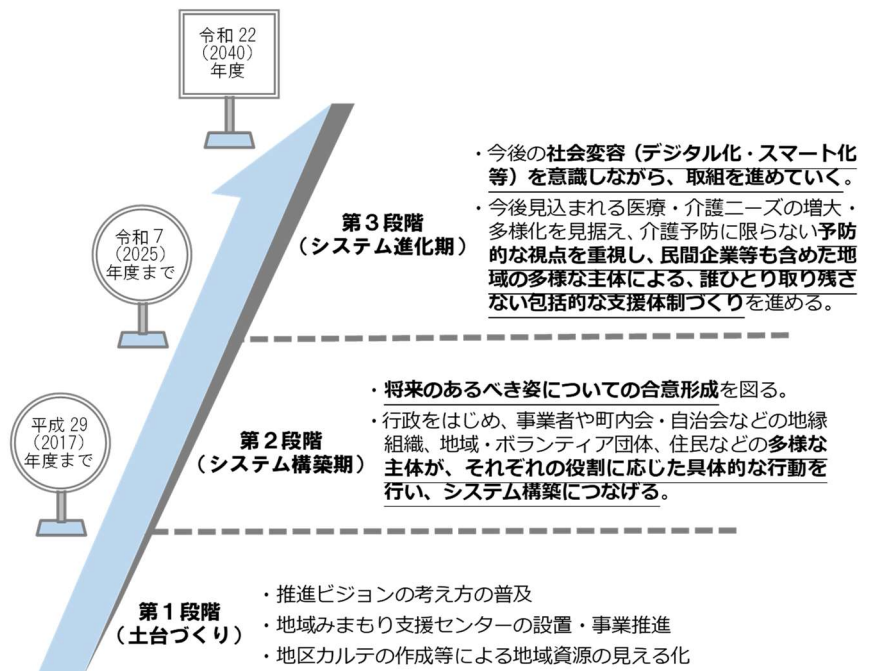 令和 22
（2040）
年度
・今後の社会変容（デジタル化・スマート化
等）を意識しながら、取組を進めていく。
・今後見込まれる医療・介護ニーズの増大・
多様化を見据え、介護予防に限らない予防
的な視点を重視し、民間企業等も含めた地
域の多様な主体による、誰ひとり取り残さ
ない包括的な支援体制づくりを進める。
第３段階
（システム進化期）
令和７
（2025）
年度まで
・将来のあるべき姿についての合意形成を図る。
・行政をはじめ、事業者や町内会・自治会などの地縁
組織、地域・ボランティア団体、住民などの多様な
主体が、それぞれの役割に応じた具体的な行動を
行い、システム構築につなげる。
第２段階
（システム構築期）
平成 29
（2017）
年度まで
第１段階
（土台づくり）
・推進ビジョンの考え方の普及
・地域みまもり支援センターの設置・事業推進
・地区カルテの作成等による地域資源の見える化